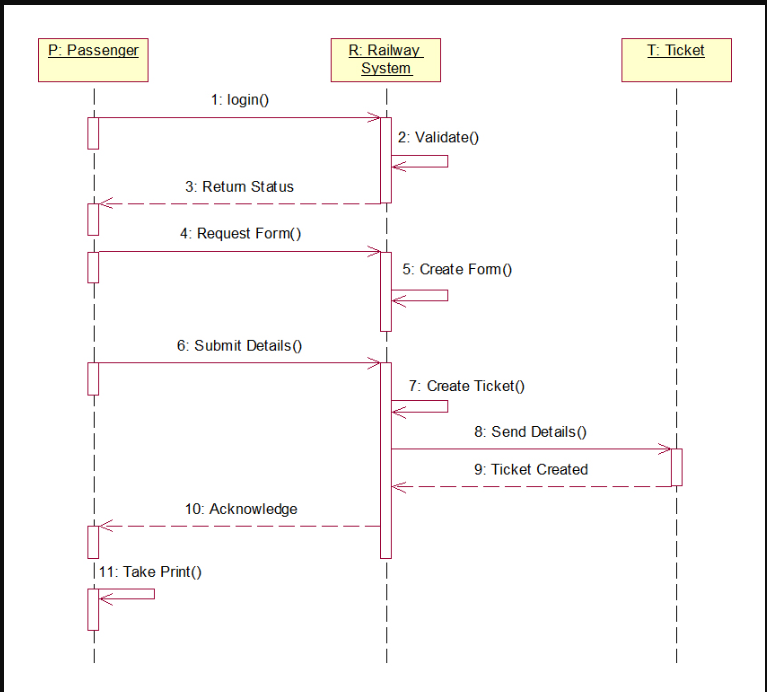 P: Passenger
R: Railway
System
T: Ticket
1: login()
2: Validate()
3: Return Status
4: Request Form()
5: Create Form()
6: Submit Details()
7: Create Ticket()
8: Send Details()
9: Ticket Created
10: Acknowledge
11: Take Print()